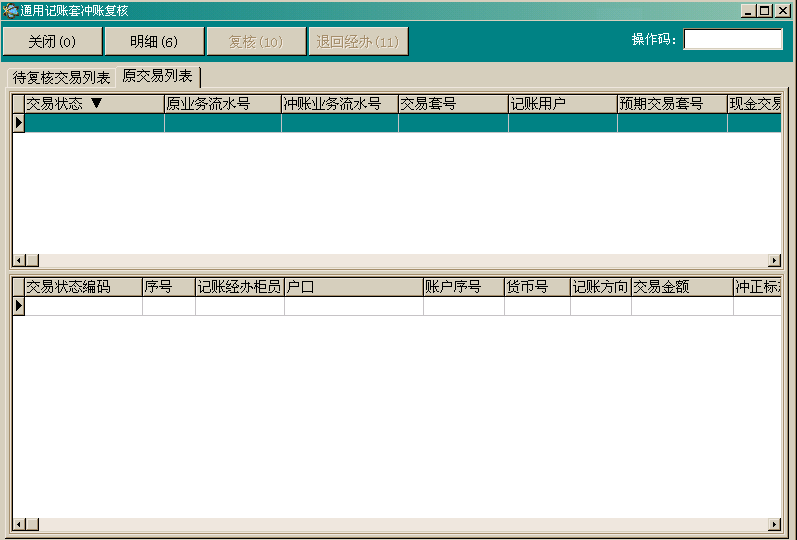 通用记账套冲账复核
关闭(0) 明细(6) 复核(10) 退回经办(11) 操作码：
待复核交易列表 原交易列表
交易状态 ▼ 原业务流水号 冲账业务流水号 交易套号 记账用户 预期交易套号 现金交易
交易状态编码 序号 记账经办柜员 户口 账户序号 货币号 记账方向 交易金额 冲正标